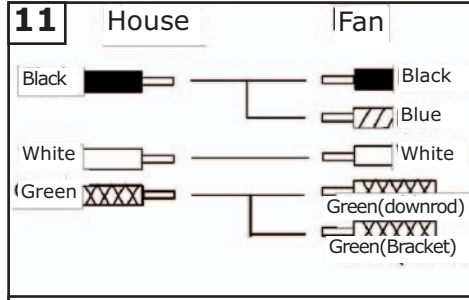 11 House Fan
Black Black
Blue
White White
Green
Green(downrod)
Green(Bracket)